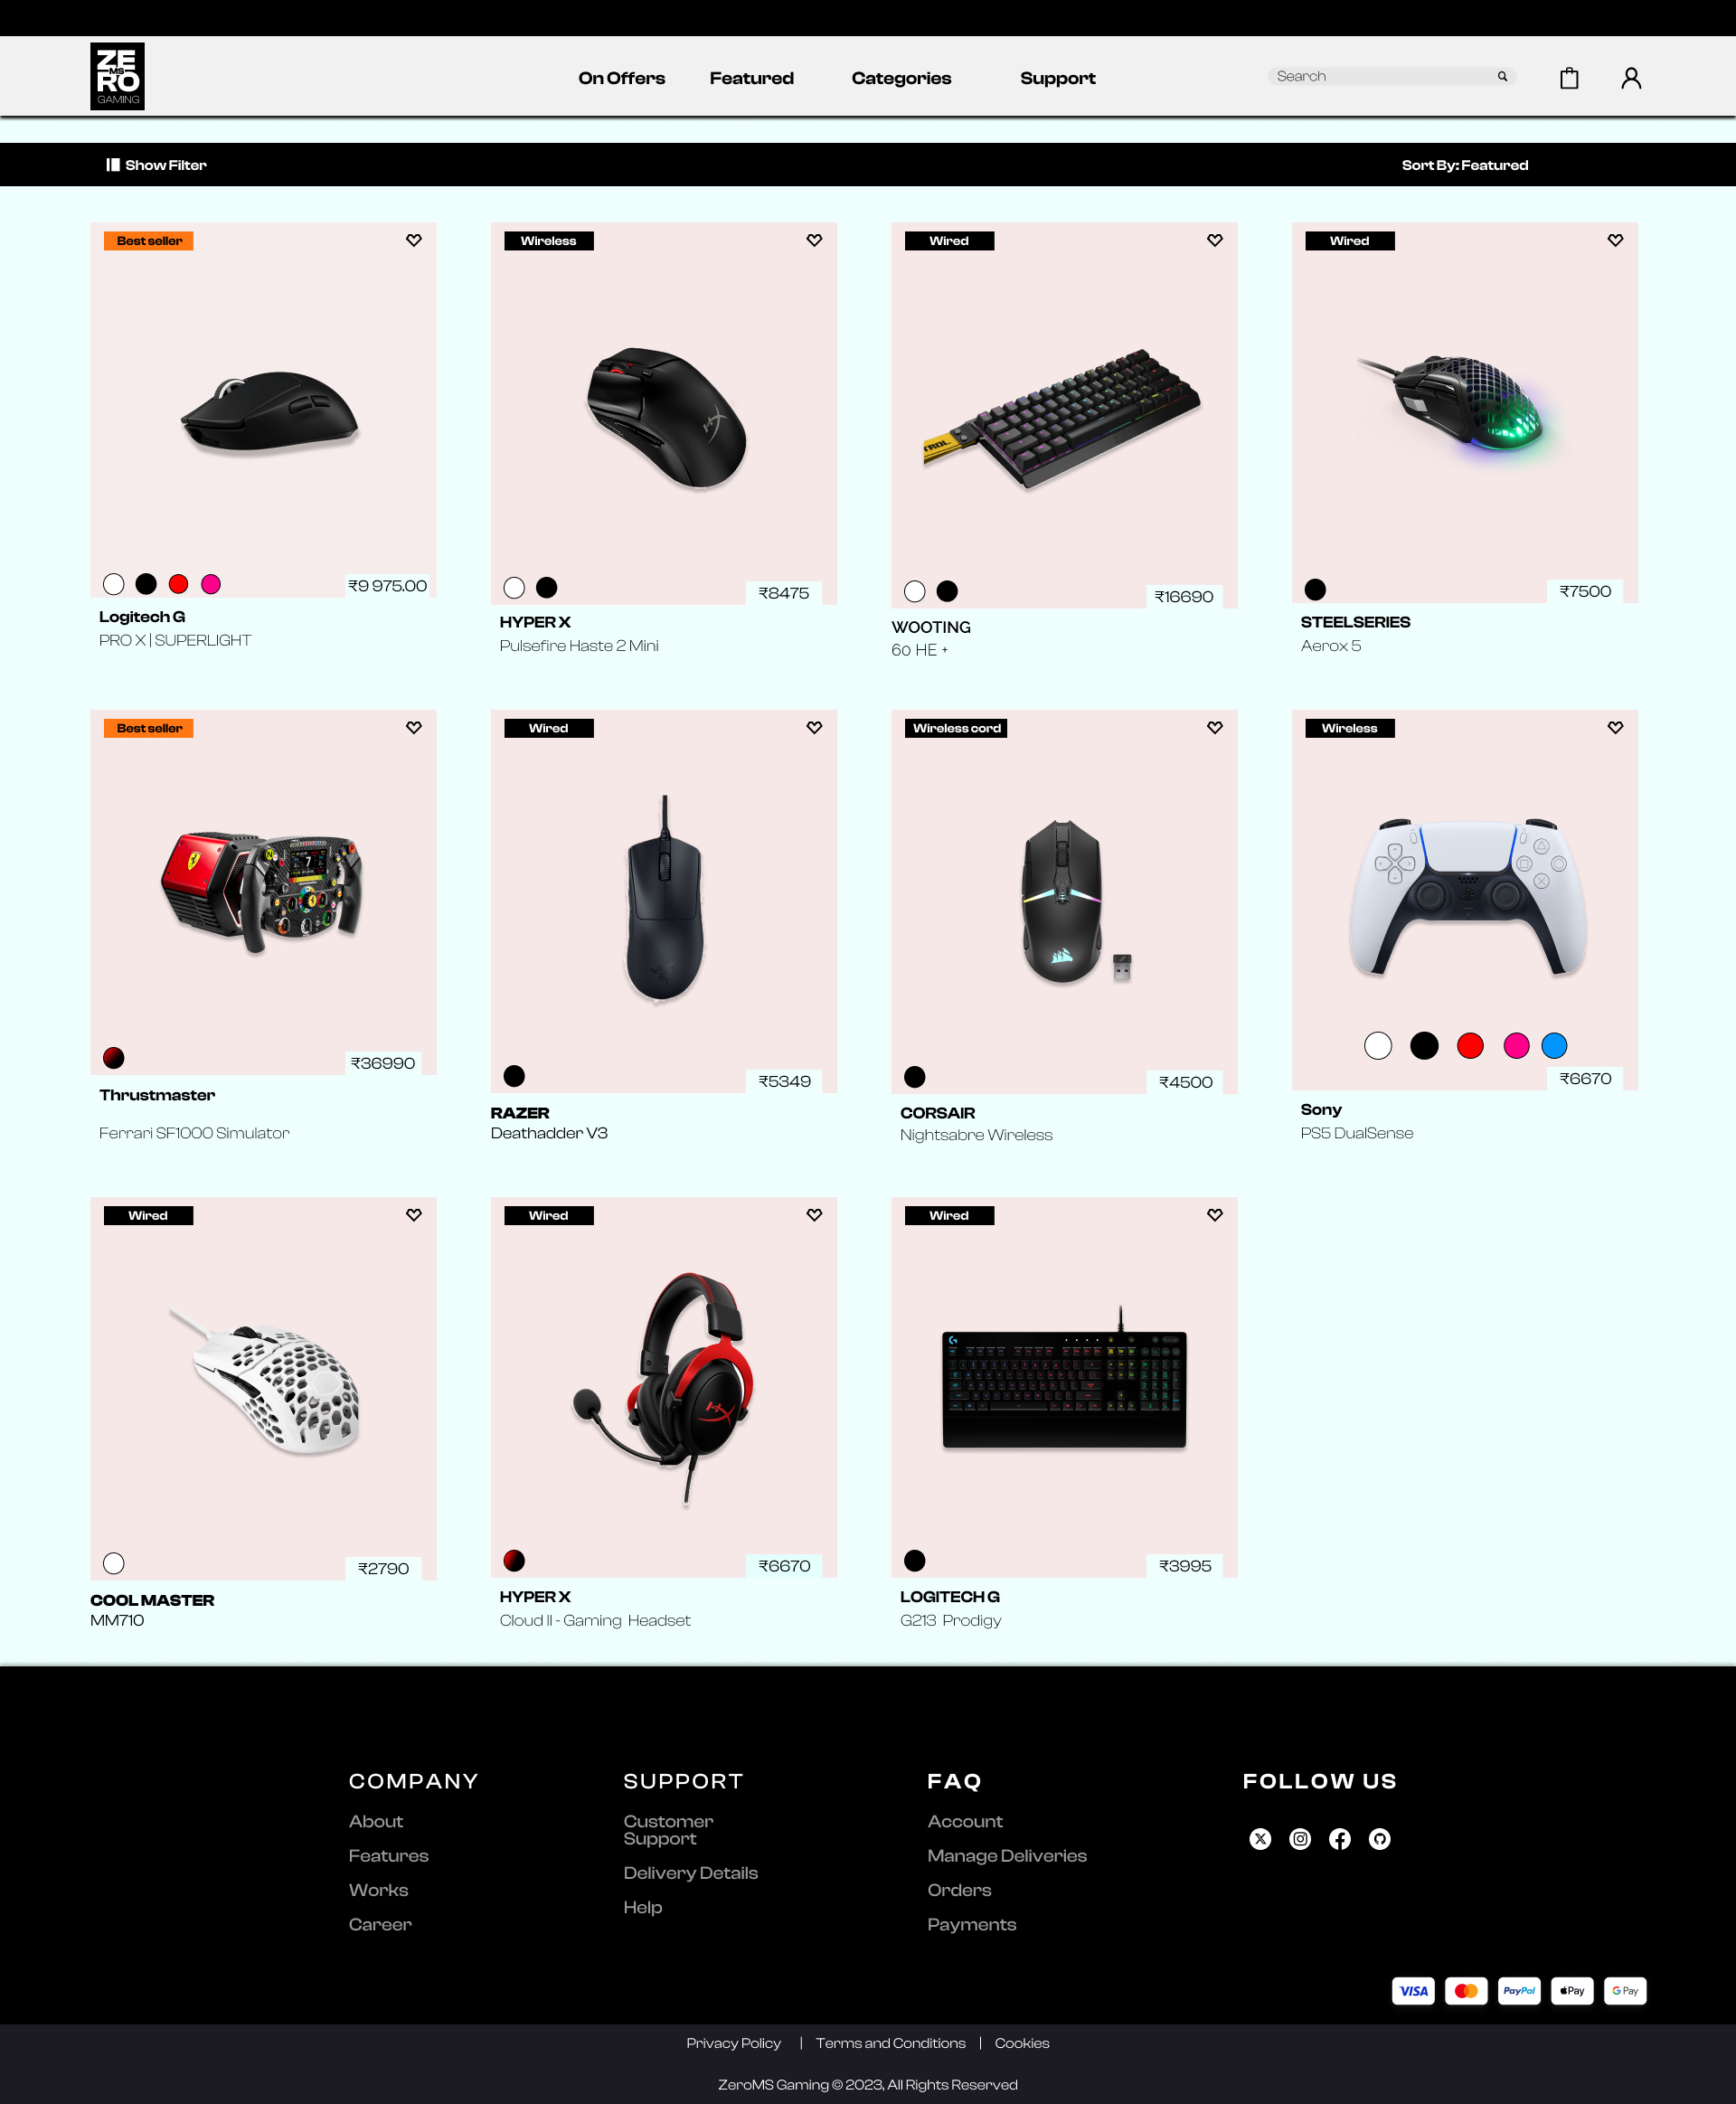 ZE
MS
RO
GAMING
On Offers
Featured
Categories
Support
Search
Show Filter
Sort By: Featured
Best seller
₹9 975.00
Logitech G
PRO X | SUPERLIGHT
Wireless
₹8475
HYPER X
Pulsefire Haste 2 Mini
Wired
TROL
₹16690
WOOTING
60 HE +
Wired
₹7500
STEELSERIES
Aerox 5
Best seller
7
₹36990
Thrustmaster
Ferrari SF1000 Simulator
Wired
₹5349
RAZER
Deathadder V3
Wireless cord
₹4500
CORSAIR
Nightsabre Wireless
Wireless
₹6670
Sony
PS5 DualSense
Wired
₹2790
COOL MASTER
MM710
Wired
HX
₹6670
HYPER X
Cloud II - Gaming Headset
Wired
₹3995
LOGITECH G
G213 Prodigy
COMPANY
About
Features
Works
Career
SUPPORT
Customer
Support
Delivery Details
Help
FAQ
Account
Manage Deliveries
Orders
Payments
FOLLOW US
VISA
PayPal
Pay
G Pay
Privacy Policy | Terms and Conditions | Cookies
ZeroMS Gaming © 2023, All Rights Reserved